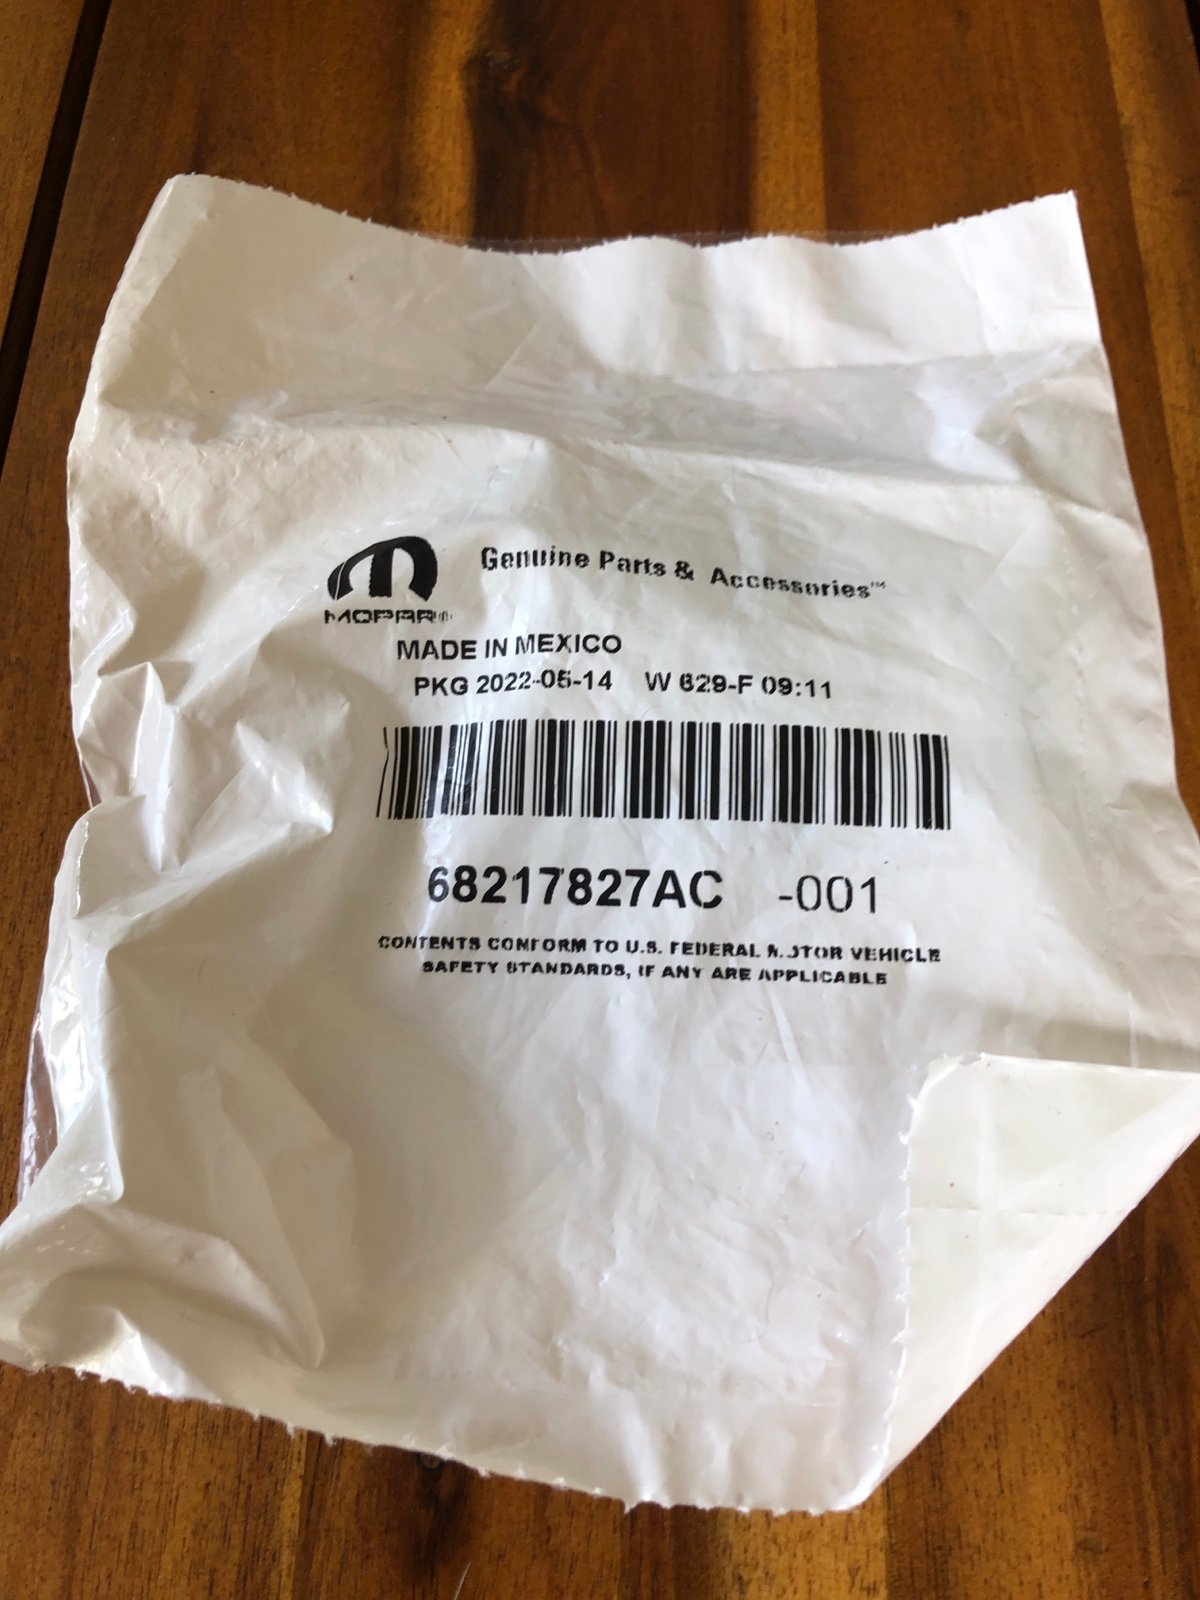 Genuine Parts & Accessories™
MOPAR®
MADE IN MEXICO
PKG 2022-05-14 W 629-F 09:11
68217827AC -001
CONTENTS CONFORM TO U.S. FEDERAL MOTOR VEHICLE
SAFETY STANDARDS, IF ANY ARE APPLICABLE